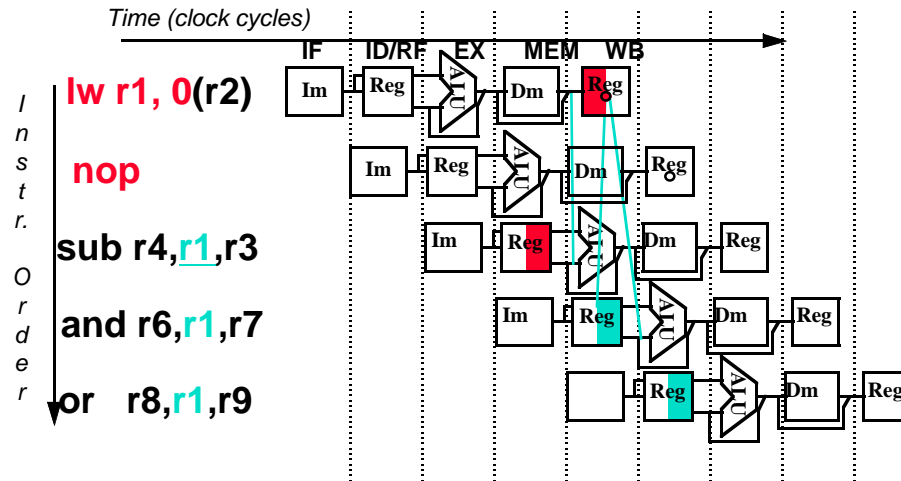 Time (clock cycles)
IF ID/RF EX MEM WB
Instr. Order
lw r1, 0(r2)
Im Reg ALU Dm Reg
nop
Im Reg ALU Dm Reg
sub r4,r1,r3
Im Reg ALU Dm Reg
and r6,r1,r7
Im Reg ALU Dm Reg
or r8,r1,r9
Reg ALU Dm Reg